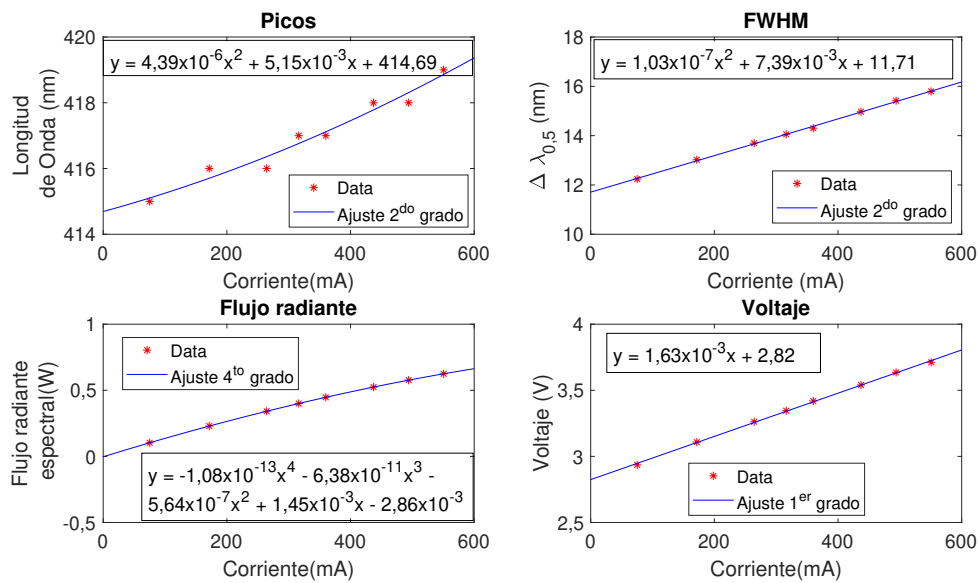 Picos
420
418
416
414
Longitud
de Onda (nm)
y = 4,39x10⁻⁶x² + 5,15x10⁻³x + 414,69
Data
Ajuste 2ᵈᵒ grado
0
200
400
600
Corriente(mA)
FWHM
18
16
14
12
10
Δ λ₀,₅ (nm)
y = 1,03x10⁻⁷x² + 7,39x10⁻³x + 11,71
Data
Ajuste 2ᵈᵒ grado
0
200
400
600
Corriente (mA)
Flujo radiante
1
0,5
0
-0,5
Flujo radiante
espectral(W)
Data
Ajuste 4ᵗᵒ grado
y = -1,08x10⁻¹³x⁴ - 6,38x10⁻¹¹x³ -
5,64x10⁻⁷x² + 1,45x10⁻³x - 2,86x10⁻³
0
200
400
600
Corriente(mA)
Voltaje
4
3,5
3
2,5
Voltaje (V)
y = 1,63x10⁻³x + 2,82
Data
Ajuste 1ᵉʳ grado
0
200
400
600
Corriente(mA)